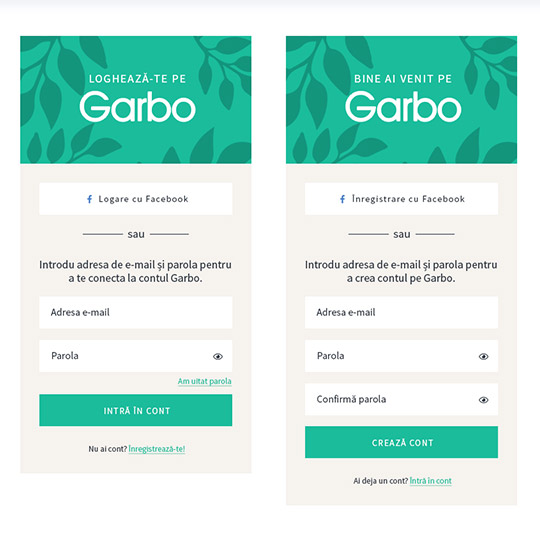 LOGHEAZĂ-TE PE
Garbo
Logare cu Facebook
sau
Introdu adresa de e-mail și parola pentru
a te conecta la contul Garbo.
Adresa e-mail
Parola
Am uitat parola
INTRĂ ÎN CONT
Nu ai cont? Înregistrează-te!
BINE AI VENIT PE
Garbo
Înregistrare cu Facebook
sau
Introdu adresa de e-mail și parola pentru
a crea contul pe Garbo.
Adresa e-mail
Parola
Confirmă parola
CREAZĂ CONT
Ai deja un cont? Întră în cont